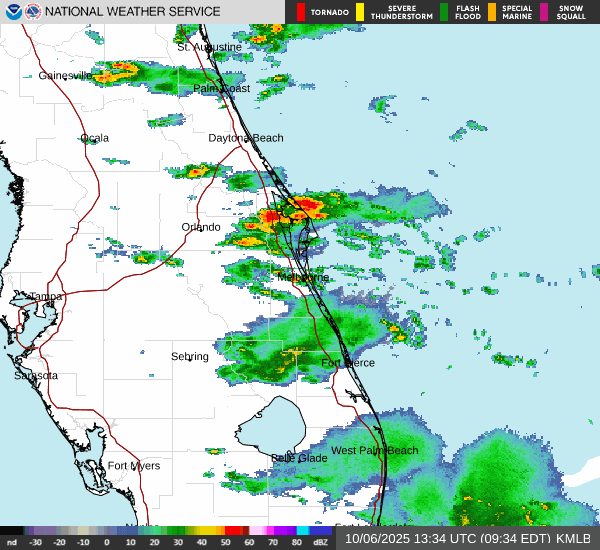 NATIONAL WEATHER SERVICE
TORNADO
SEVERE THUNDERSTORM
FLASH FLOOD
SPECIAL MARINE
SNOW SQUALL
St. Augustine
Gainesville
Palm Coast
Ocala
Daytona Beach
Orlando
Melbourne
Tampa
Sebring
Fort Pierce
Sarasota
West Palm Beach
Belle Glade
Fort Myers
nd -30 -20 -10 0 10 20 30 40 50 60 70 80 dBZ
10/06/2025 13:34 UTC (09:34 EDT) KMLB